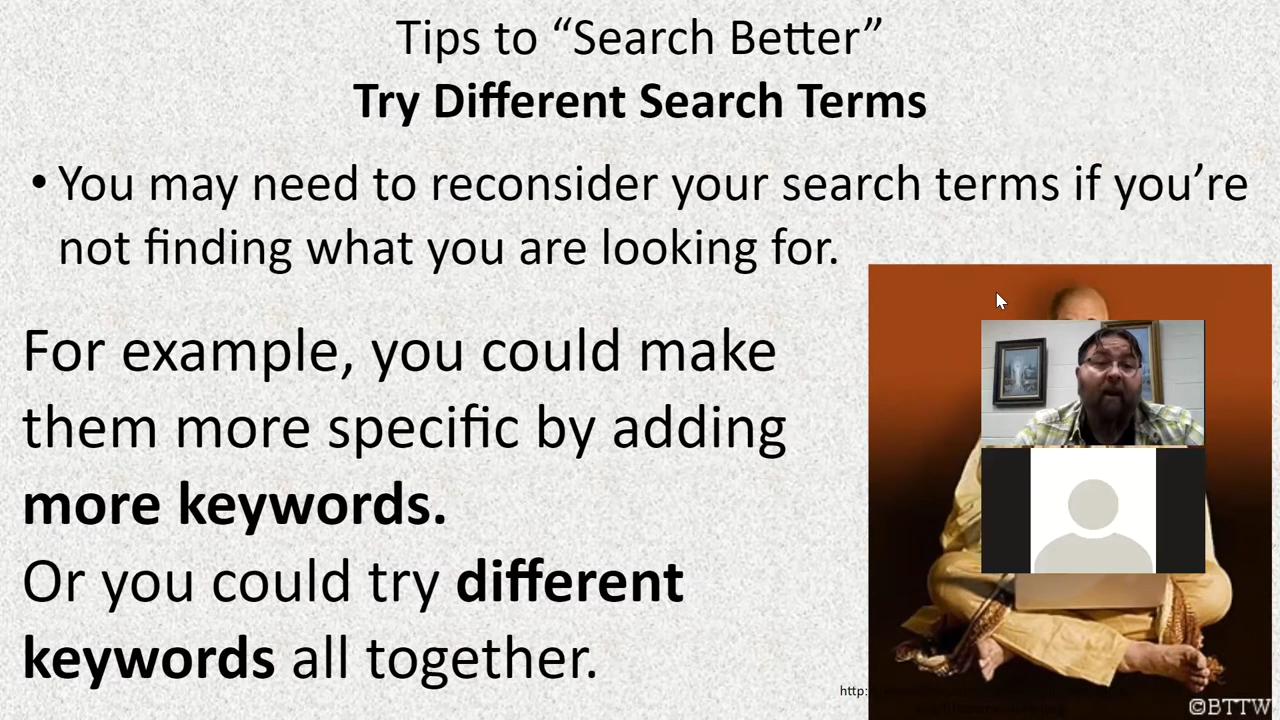 Tips to “Search Better”
Try Different Search Terms
• You may need to reconsider your search terms if you’re
not finding what you are looking for.
For example, you could make
them more specific by adding
more keywords.
Or you could try different
keywords all together.
http:
©BTTW